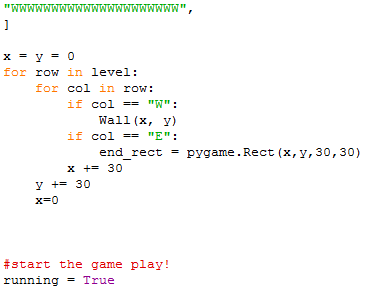 "WWWWWWWWWWWWWWWWWWWWW",
]
x = y = 0
for row in level:
    for col in row:
        if col == "W":
            Wall(x, y)
        if col == "E":
            end_rect = pygame.Rect(x,y,30,30)
        x += 30
    y += 30
    x=0
#start the game play!
running = True